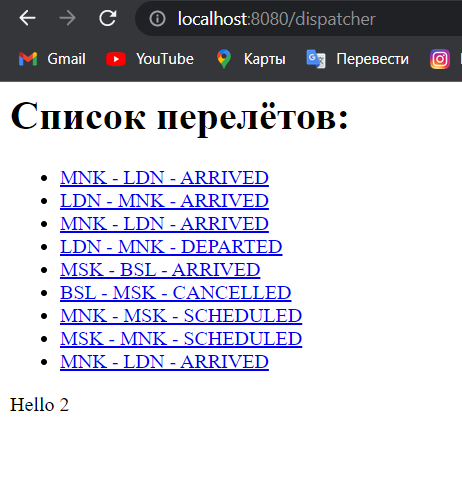 localhost:8080/dispatcher
Gmail YouTube Карты Перевести
Список перелётов:
MNK - LDN - ARRIVED
LDN - MNK - ARRIVED
MNK - LDN - ARRIVED
LDN - MNK - DEPARTED
MSK - BSL - ARRIVED
BSL - MSK - CANCELLED
MNK - MSK - SCHEDULED
MSK - MNK - SCHEDULED
MNK - LDN - ARRIVED
Hello 2